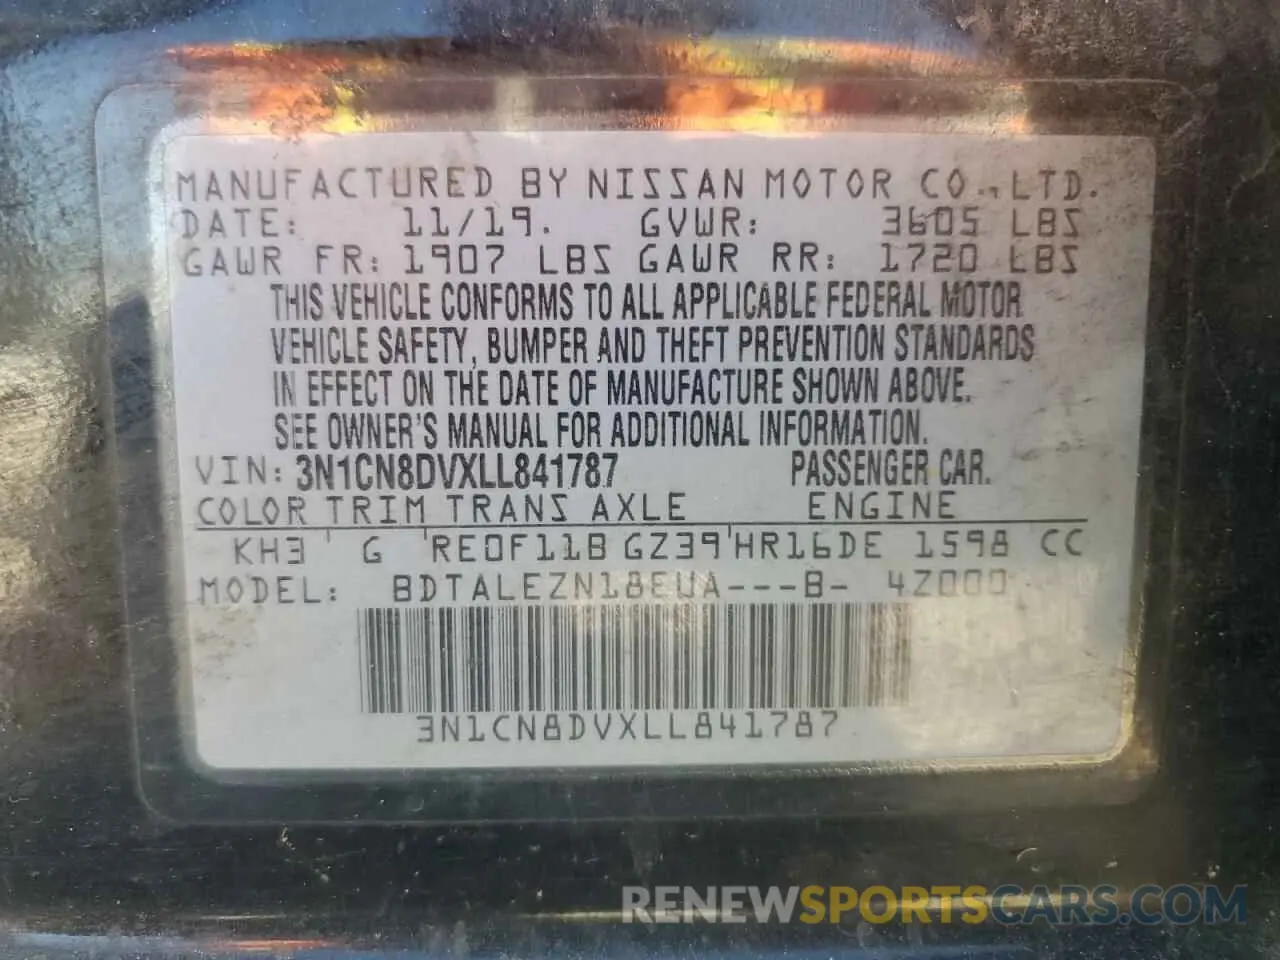 MANUFACTURED BY NISSAN MOTOR CO., LTD.
DATE: 11/19. GVWR: 3605 LBS
GAWR FR: 1907 LBS GAWR RR: 1720 LBS
THIS VEHICLE CONFORMS TO ALL APPLICABLE FEDERAL MOTOR
VEHICLE SAFETY, BUMPER AND THEFT PREVENTION STANDARDS
IN EFFECT ON THE DATE OF MANUFACTURE SHOWN ABOVE.
SEE OWNER'S MANUAL FOR ADDITIONAL INFORMATION.
VIN: 3N1CN8DVXLL841787 PASSENGER CAR.
COLOR TRIM TRANS AXLE ENGINE
KH3 G RE0F11B GZ39 HR16DE 1598 CC
MODEL: BDTALEZN18EUA---B- 4Z000
3N1CN8DVXLL841787
RENEWSPORTSCARS.COM